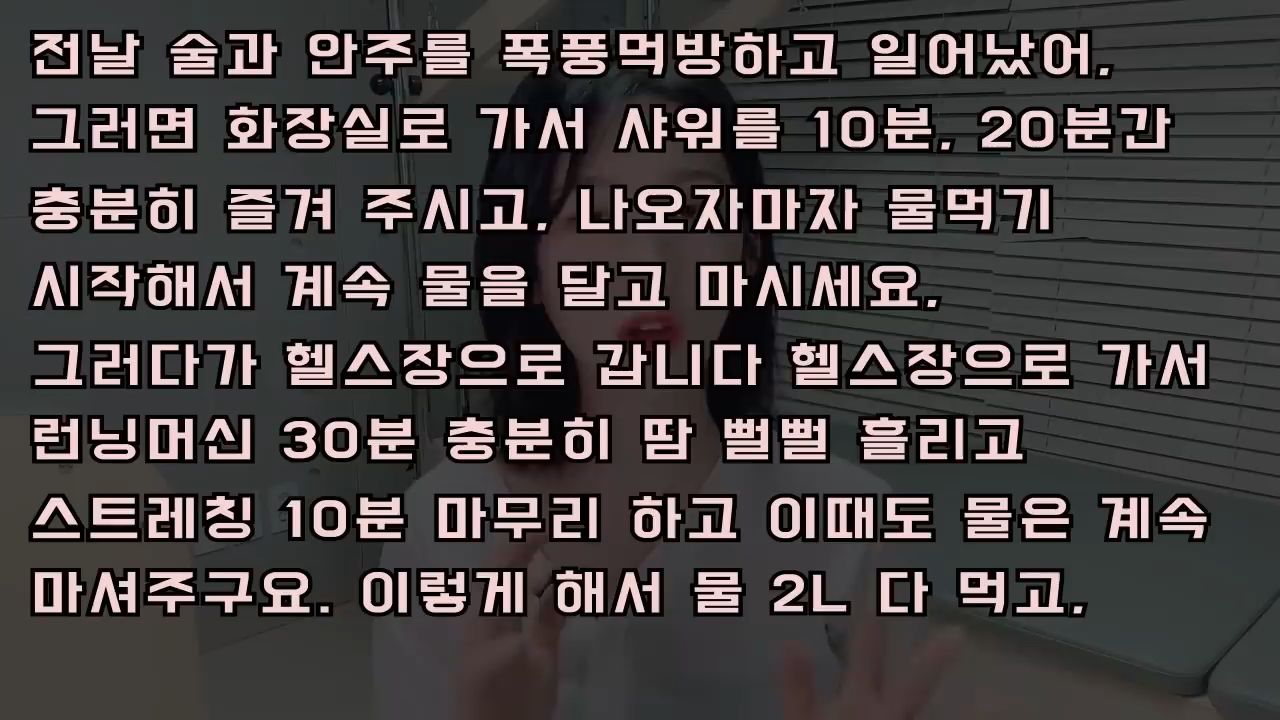 전날 술과 안주를 폭풍먹방하고 일어났어.
그러면 화장실로 가서 샤워를 10분, 20분간
충분히 즐겨 주시고, 나오자마자 물먹기
시작해서 계속 물을 달고 마시세요.
그러다가 헬스장으로 갑니다 헬스장으로 가서
런닝머신 30분 충분히 땀 뻘뻘 흘리고
스트레칭 10분 마무리 하고 이때도 물은 계속
마셔주구요. 이렇게 해서 물 2L 다 먹고,